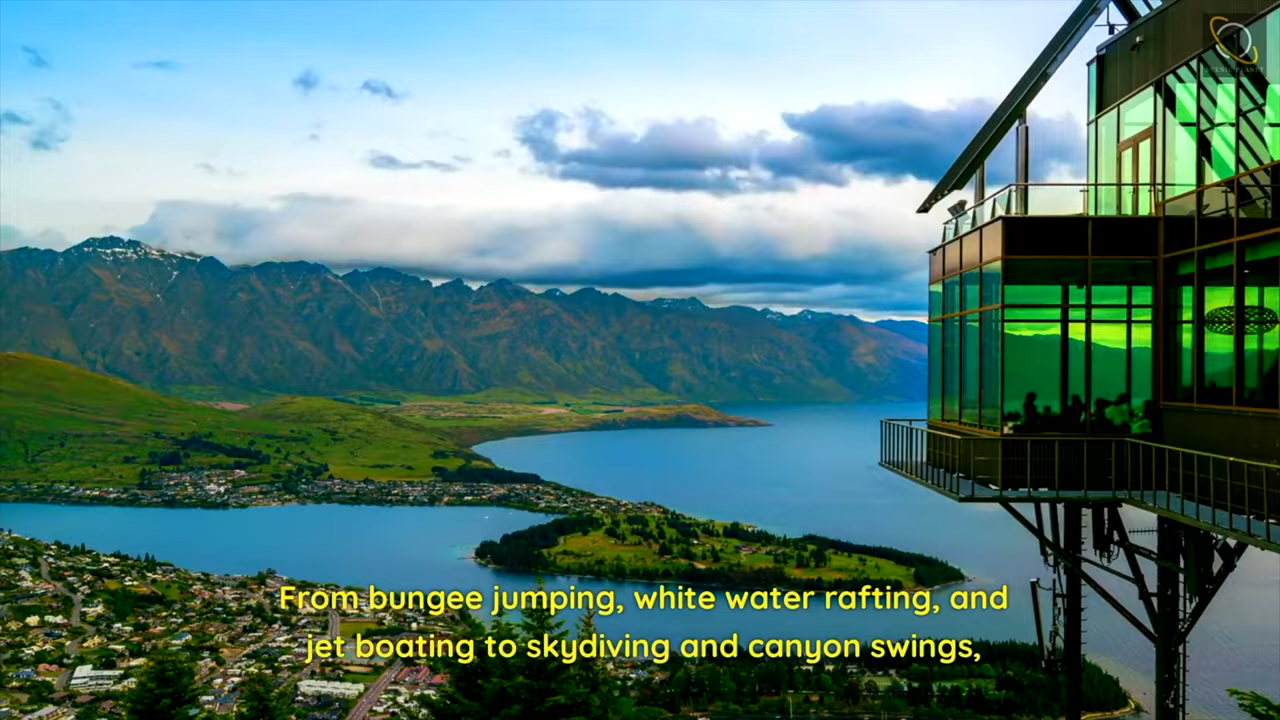 From bungee jumping, white water rafting, and
jet boating to skydiving and canyon swings,